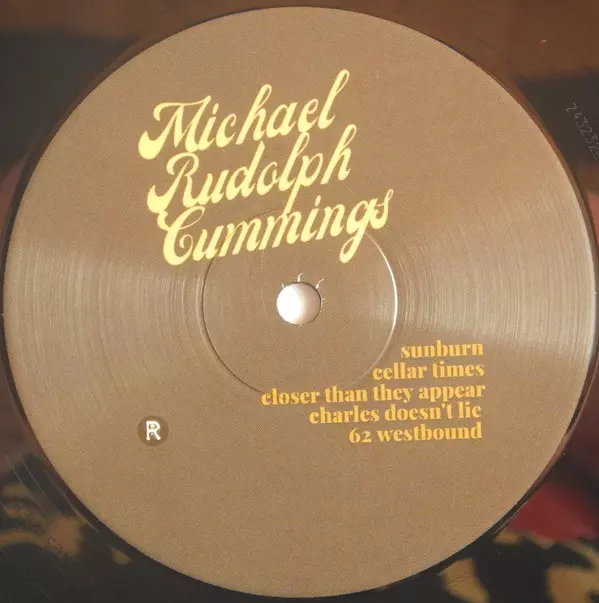 Michael
Rudolph
Cummings
sunburn
cellar times
closer than they appear
charles doesn't lie
62 westbound
R